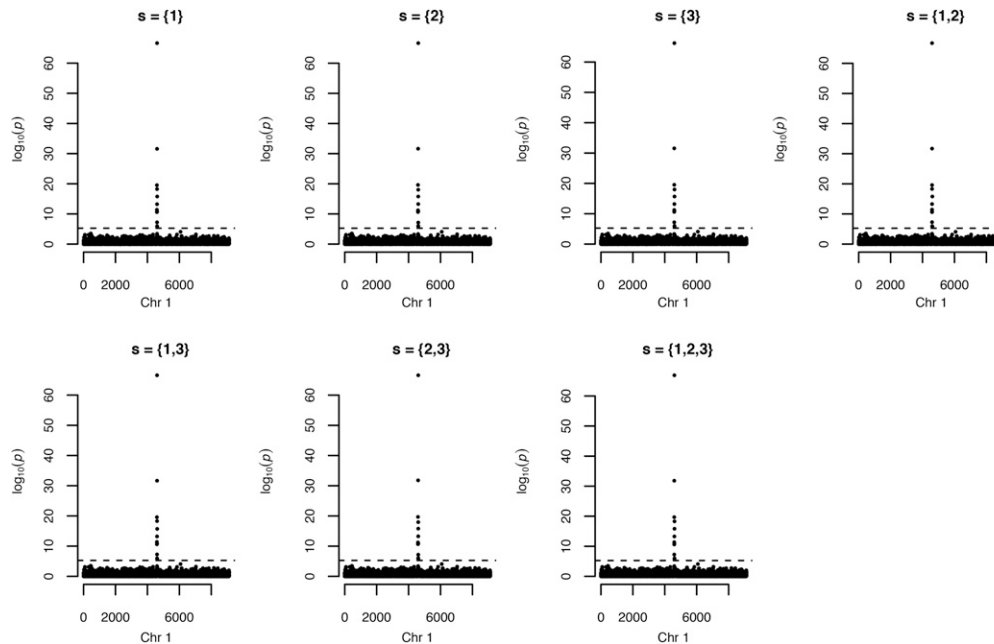 s = {1}
s = {2}
s = {3}
s = {1,2}
60
50
40
30
20
10
0
log10(p)
0 2000 6000
Chr 1
60
50
40
30
20
10
0
log10(p)
0 2000 6000
Chr 1
60
50
40
30
20
10
0
log10(p)
0 2000 6000
Chr 1
60
50
40
30
20
10
0
log10(p)
0 2000 6000
Chr 1
s = {1,3}
s = {2,3}
s = {1,2,3}
60
50
40
30
20
10
0
log10(p)
0 2000 6000
Chr 1
60
50
40
30
20
10
0
log10(p)
0 2000 6000
Chr 1
60
50
40
30
20
10
0
log10(p)
0 2000 6000
Chr 1